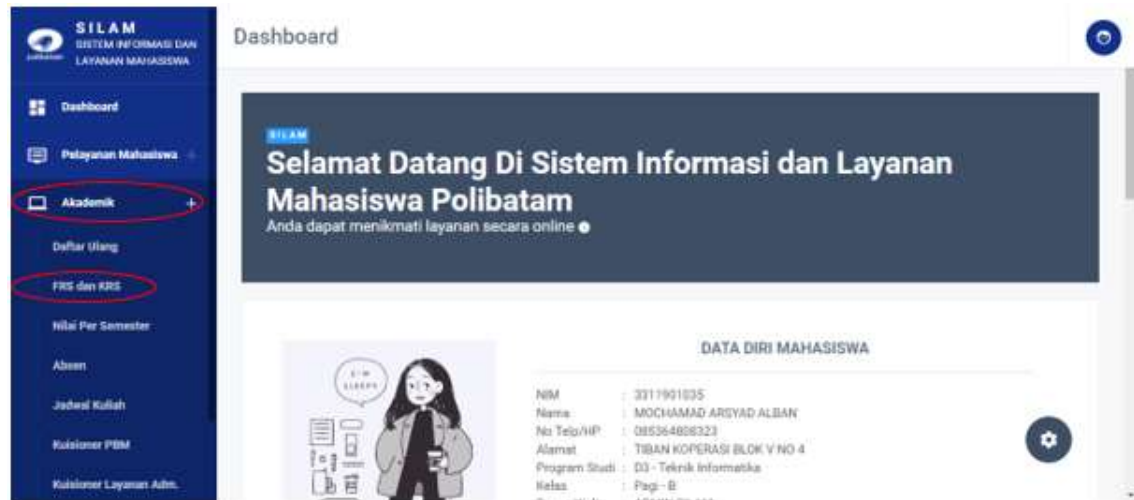 SILAM
SISTEM INFORMASI DAN
LAYANAN MAHASISWA
Dashboard
Pelayanan Mahasiswa +
Akademik +
Daftar Ulang
FRS dan KRS
Nilai Per Semester
Absen
Jadwal Kuliah
Kuisioner PBM
Kuisioner Layanan Adm.
Dashboard
SILAM
Selamat Datang Di Sistem Informasi dan Layanan
Mahasiswa Polibatam
Anda dapat menikmati layanan secara online
I'M
SLEEPY
DATA DIRI MAHASISWA
NIM : 3311901035
Nama : MOCHAMAD ARSYAD ALBAN
No Telp/HP : 085364808323
Alamat : TIBAN KOPERASI BLOK V NO 4
Program Studi : D3 - Teknik Informatika
Kelas : Pagi - B